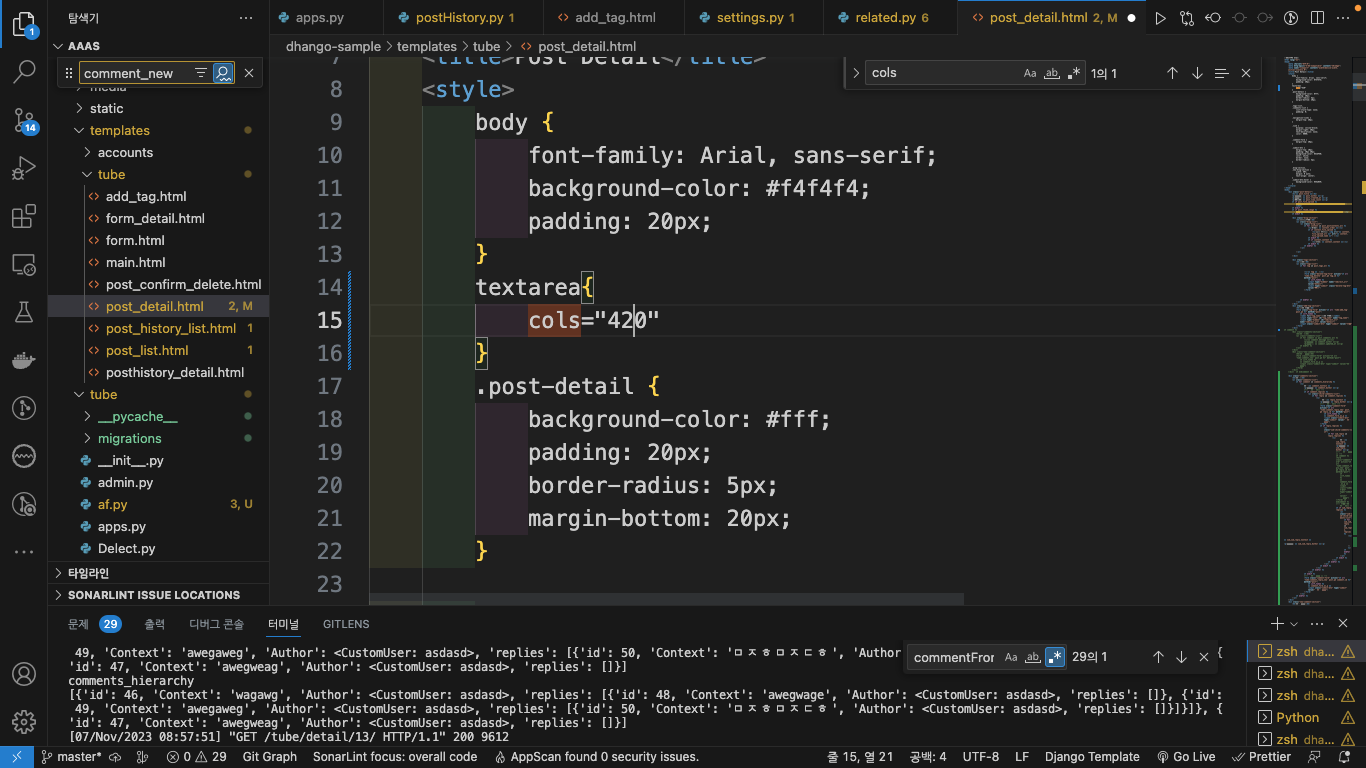 탐색기
apps.py
postHistory.py 1
add_tag.html
settings.py 1
related.py 6
post_detail.html 2, M
1
AAAS
dhango-sample > templates > tube > post_detail.html
comment_new
cols
Aa ab .* 1의 1
media
static
templates
accounts
tube
add_tag.html
form_detail.html
form.html
main.html
post_confirm_delete.html
post_detail.html 2, M
post_history_list.html 1
post_list.html 1
posthistory_detail.html
tube
__pycache__
migrations
__init__.py
admin.py
af.py 3, U
apps.py
Delect.py
타임라인
SONARLINT ISSUE LOCATIONS
14
7 <title>Post Detail</title>
8 <style>
9 body {
10 font-family: Arial, sans-serif;
11 background-color: #f4f4f4;
12 padding: 20px;
13 }
14 textarea{
15 cols="420"
16 }
17 .post-detail {
18 background-color: #fff;
19 padding: 20px;
20 border-radius: 5px;
21 margin-bottom: 20px;
22 }
23
문제 29 출력 디버그 콘솔 터미널 GITLENS
commentFror Aa ab .* 29의 1
49, 'Context': 'awegaweg', 'Author': <CustomUser: asdasd>, 'replies': [{'id': 50, 'Context': 'ㅁㅈㅎㅁㅈㄷㅎ', 'Author
{
'id': 47, 'Context': 'awegweag', 'Author': <CustomUser: asdasd>, 'replies': []}]
comments_hierarchy
[{'id': 46, 'Context': 'wagawg', 'Author': <CustomUser: asdasd>, 'replies': [{'id': 48, 'Context': 'awegwage', 'Author': <CustomUser: asdasd>, 'replies': []}, {'id':
49, 'Context': 'awegaweg', 'Author': <CustomUser: asdasd>, 'replies': [{'id': 50, 'Context': 'ㅁㅈㅎㅁㅈㄷㅎ', 'Author': <CustomUser: asdasd>, 'replies': []}]}]}, {
'id': 47, 'Context': 'awegweag', 'Author': <CustomUser: asdasd>, 'replies': []}]
[07/Nov/2023 08:57:51] "GET /tube/detail/13/ HTTP/1.1" 200 9612
zsh dha...
zsh dha...
zsh dha...
Python
zsh dha...
master* 0 29 Git Graph SonarLint focus: overall code AppScan found 0 security issues. 줄 15, 열 21 공백: 4 UTF-8 LF Django Template Go Live Prettier